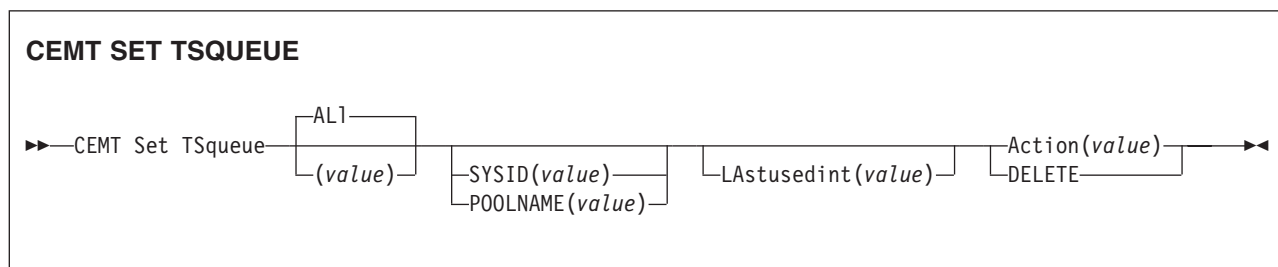 CEMT SET TSQUEUE
ALl
CEMT Set TSqueue
(value)
SYSID(value)
POOLNAME(value)
LAstusedint(value)
Action(value)
DELETE